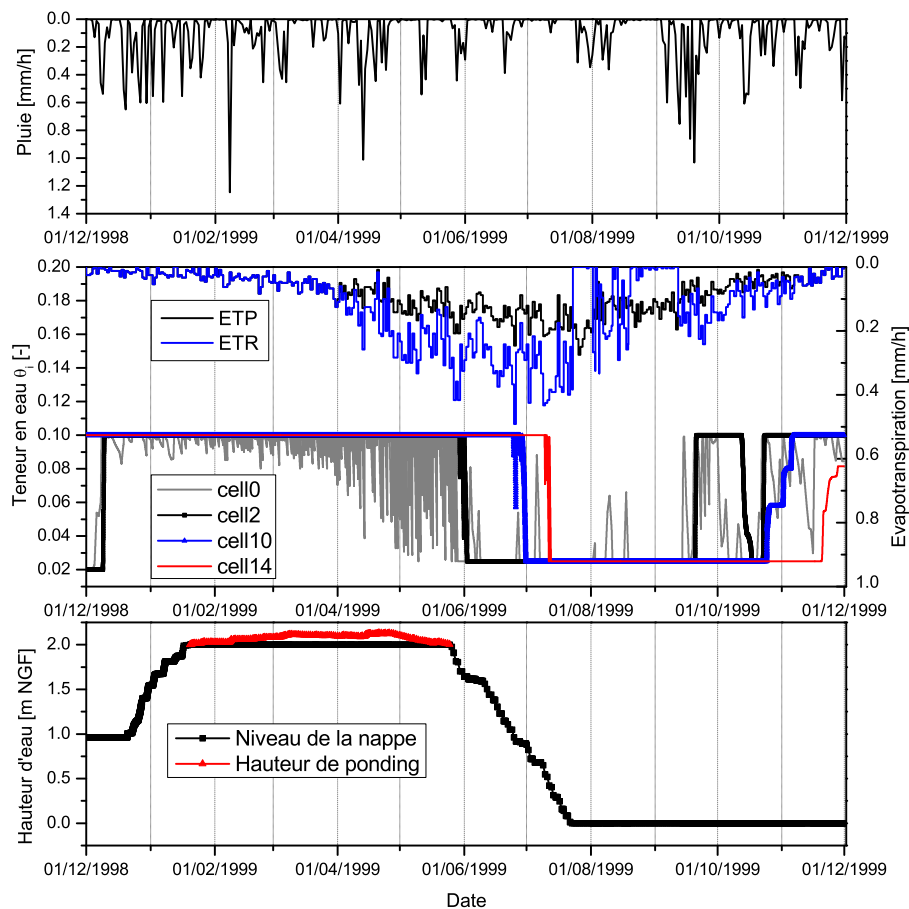 0.0
0.2
0.4
0.6
0.8
1.0
1.2
1.4
Pluie [mm/h]
01/12/1998 01/02/1999 01/04/1999 01/06/1999 01/08/1999 01/10/1999 01/12/1999
0.20
0.18
0.16
0.14
0.12
0.10
0.08
0.06
0.04
0.02
Teneur en eau θi [-]
ETP
ETR
cell0
cell2
cell10
cell14
0.0
0.2
0.4
0.6
0.8
1.0
Evapotranspiration [mm/h]
01/12/1998 01/02/1999 01/04/1999 01/06/1999 01/08/1999 01/10/1999 01/12/1999
2.0
1.5
1.0
0.5
0.0
Hauteur d'eau [m NGF]
Niveau de la nappe
Hauteur de ponding
01/12/1998 01/02/1999 01/04/1999 01/06/1999 01/08/1999 01/10/1999 01/12/1999
Date